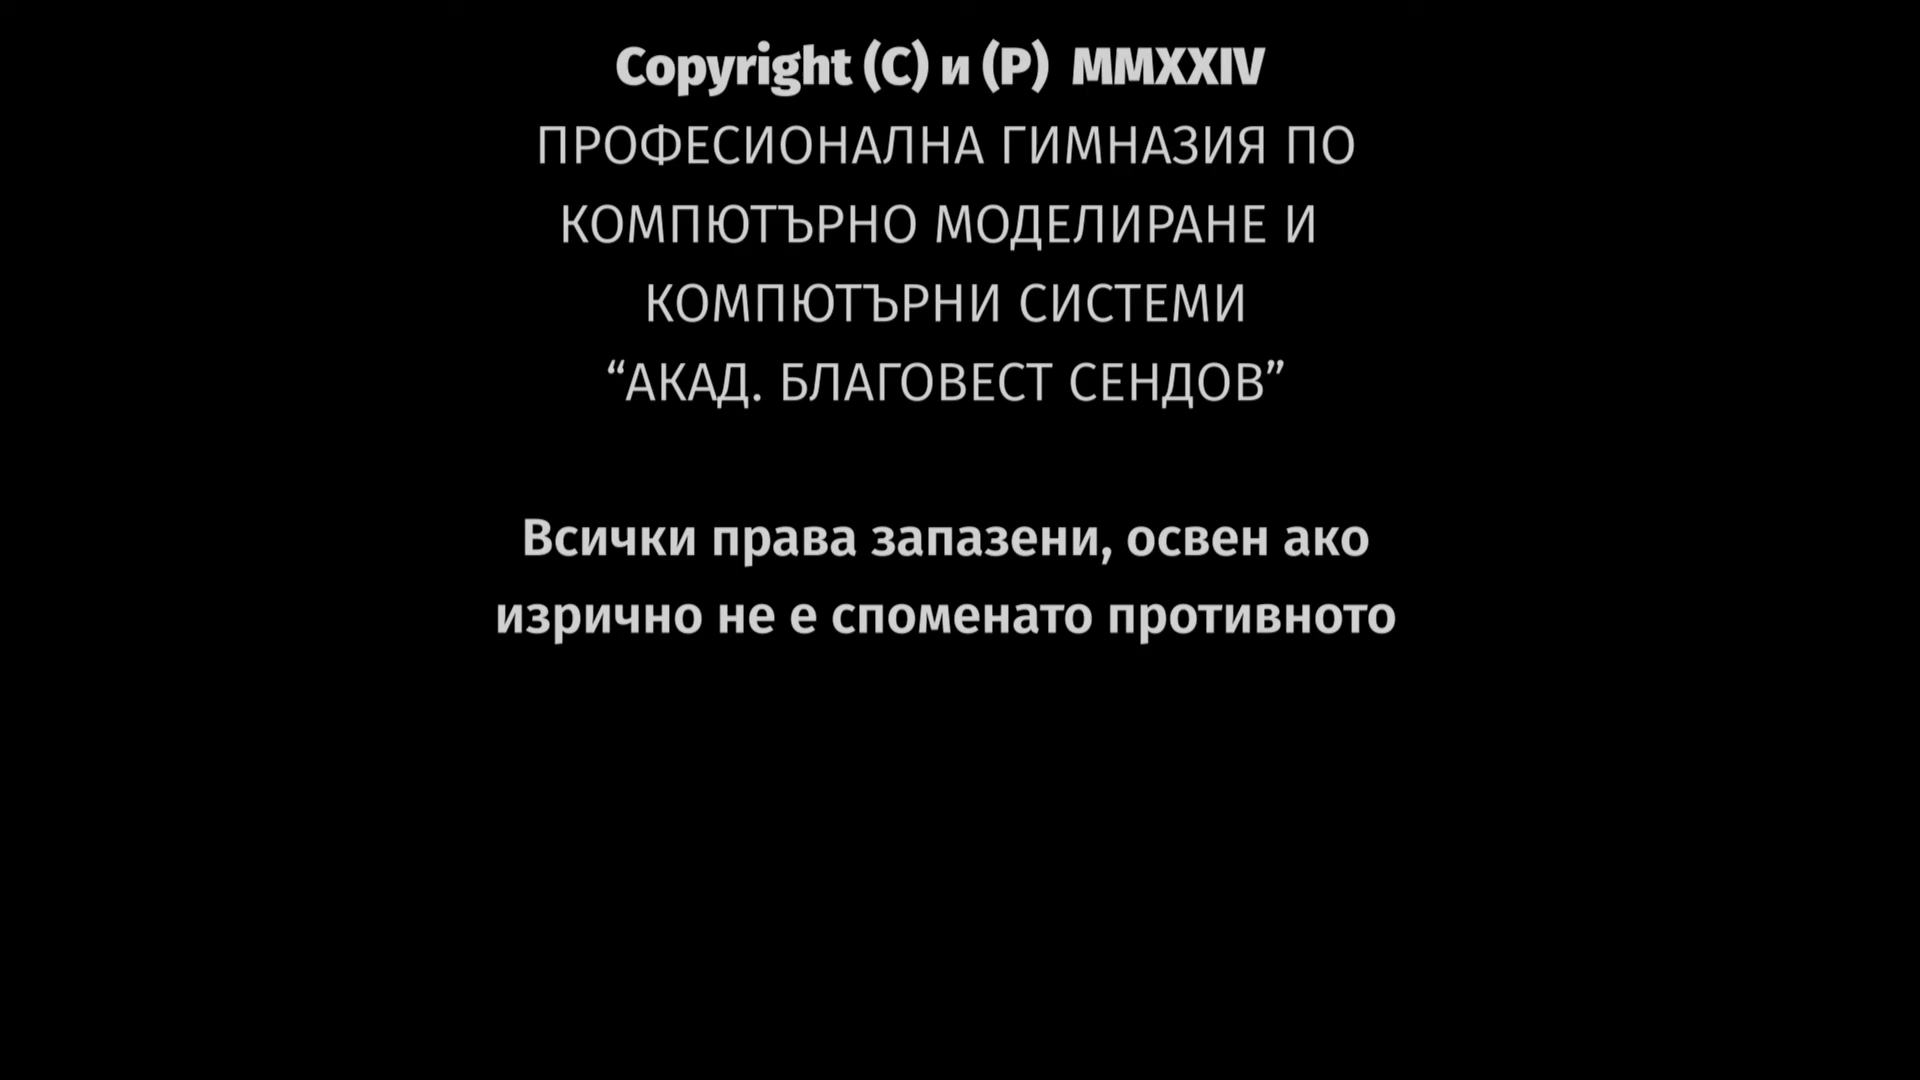 Copyright (C) и (P) MMXXIV
ПРОФЕСИОНАЛНА ГИМНАЗИЯ ПО
КОМПЮТЪРНО МОДЕЛИРАНЕ И
КОМПЮТЪРНИ СИСТЕМИ
“АКАД. БЛАГОВЕСТ СЕНДОВ”
Всички права запазени, освен ако
изрично не е споменато противното